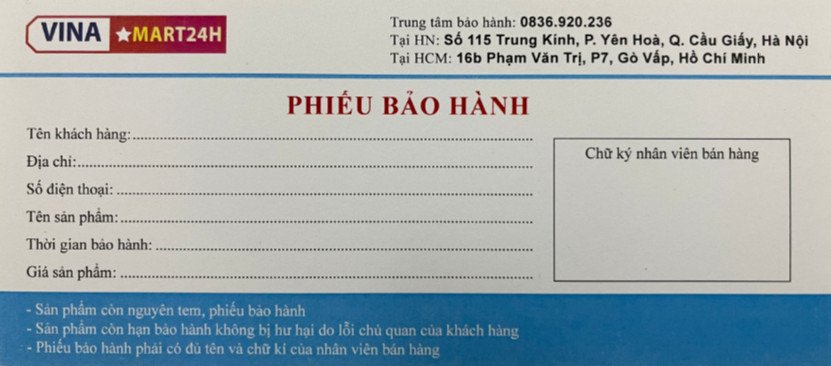 VINA ★MART24H
Trung tâm bảo hành: 0836.920.236
Tại HN: Số 115 Trung Kính, P. Yên Hoà, Q. Cầu Giấy, Hà Nội
Tại HCM: 16b Phạm Văn Trị, P7, Gò Vấp, Hồ Chí Minh
PHIẾU BẢO HÀNH
Tên khách hàng:
Địa chỉ:
Số điện thoại:
Tên sản phẩm:
Thời gian bảo hành:
Giá sản phẩm:
Chữ ký nhân viên bán hàng
- Sản phẩm còn nguyên tem, phiếu bảo hành
- Sản phẩm còn hạn bảo hành không bị hư hại do lỗi chủ quan của khách hàng
- Phiếu bảo hành phải có đủ tên và chữ kí của nhân viên bán hàng